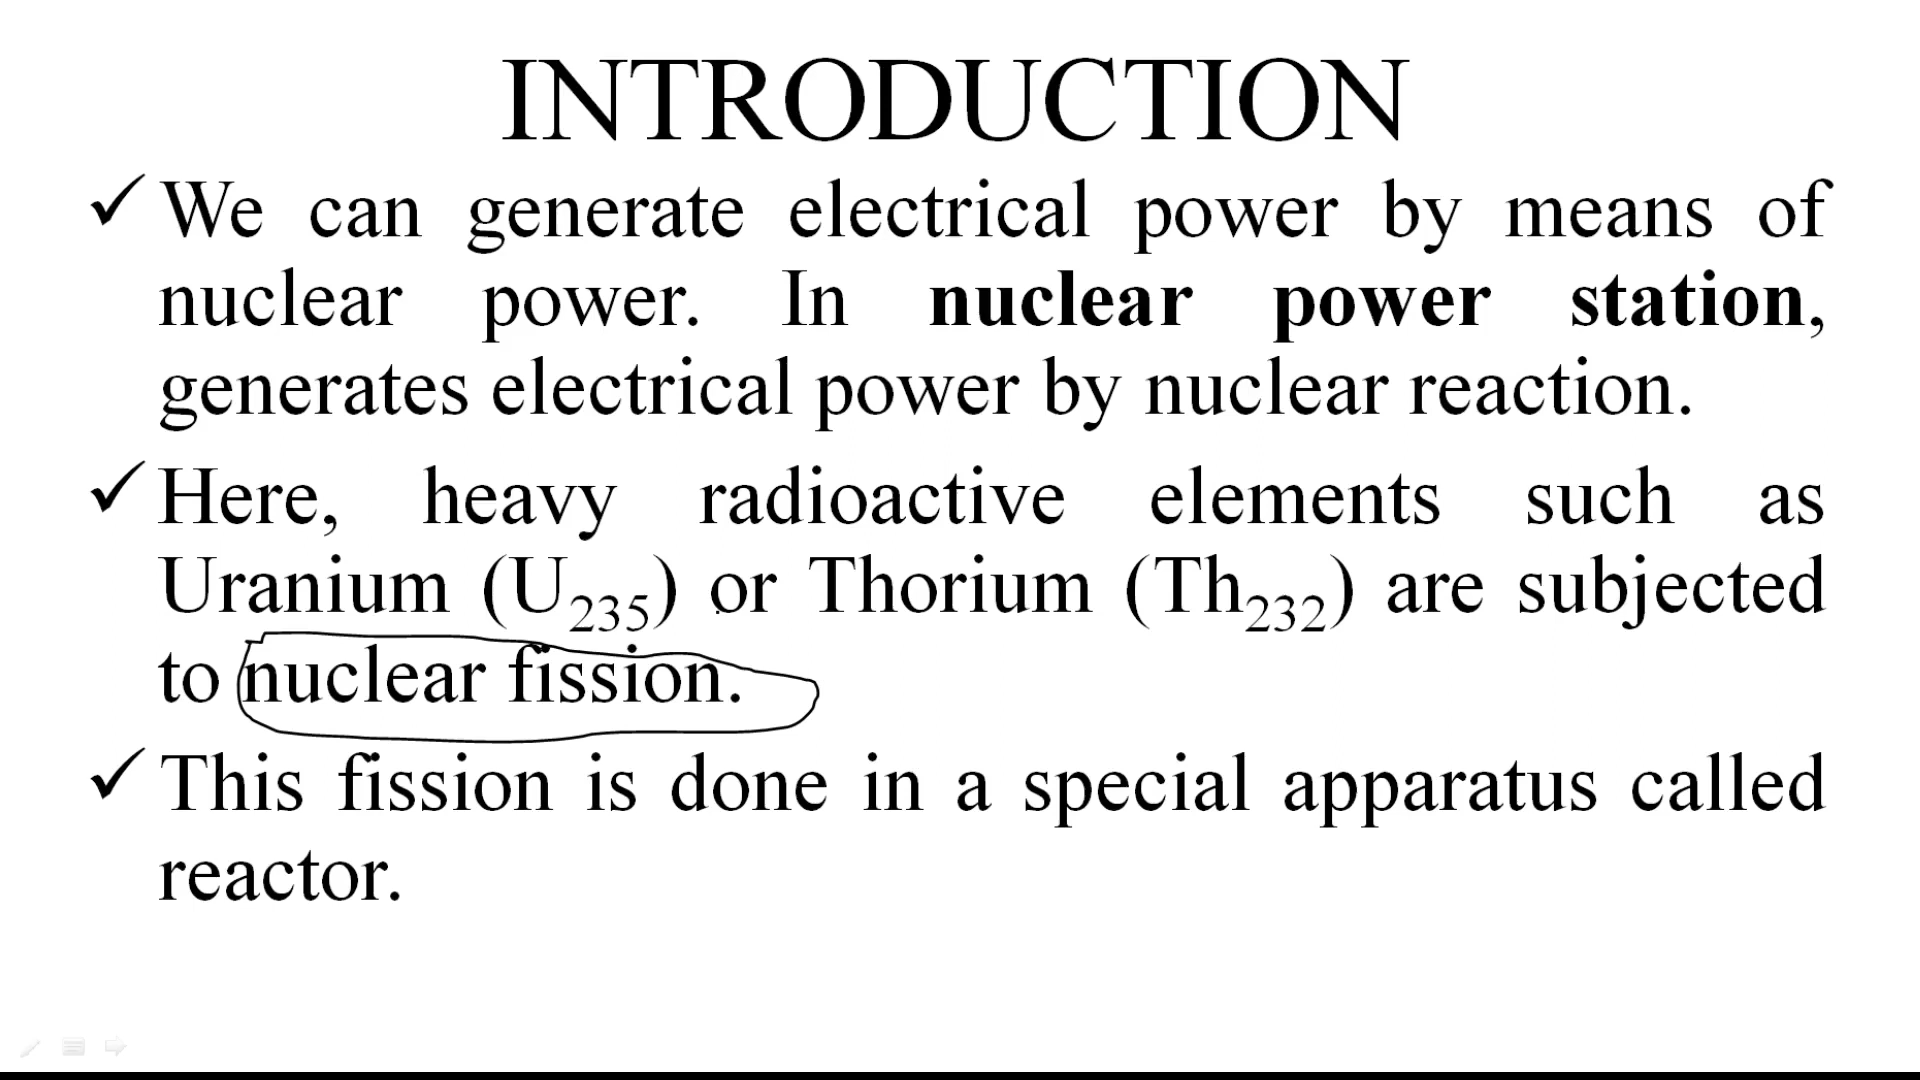 INTRODUCTION
✓ We can generate electrical power by means of
nuclear power. In nuclear power station,
generates electrical power by nuclear reaction.
✓ Here, heavy radioactive elements such as
Uranium (U₂₃₅) or Thorium (Th₂₃₂) are subjected
to nuclear fission.
✓ This fission is done in a special apparatus called
reactor.